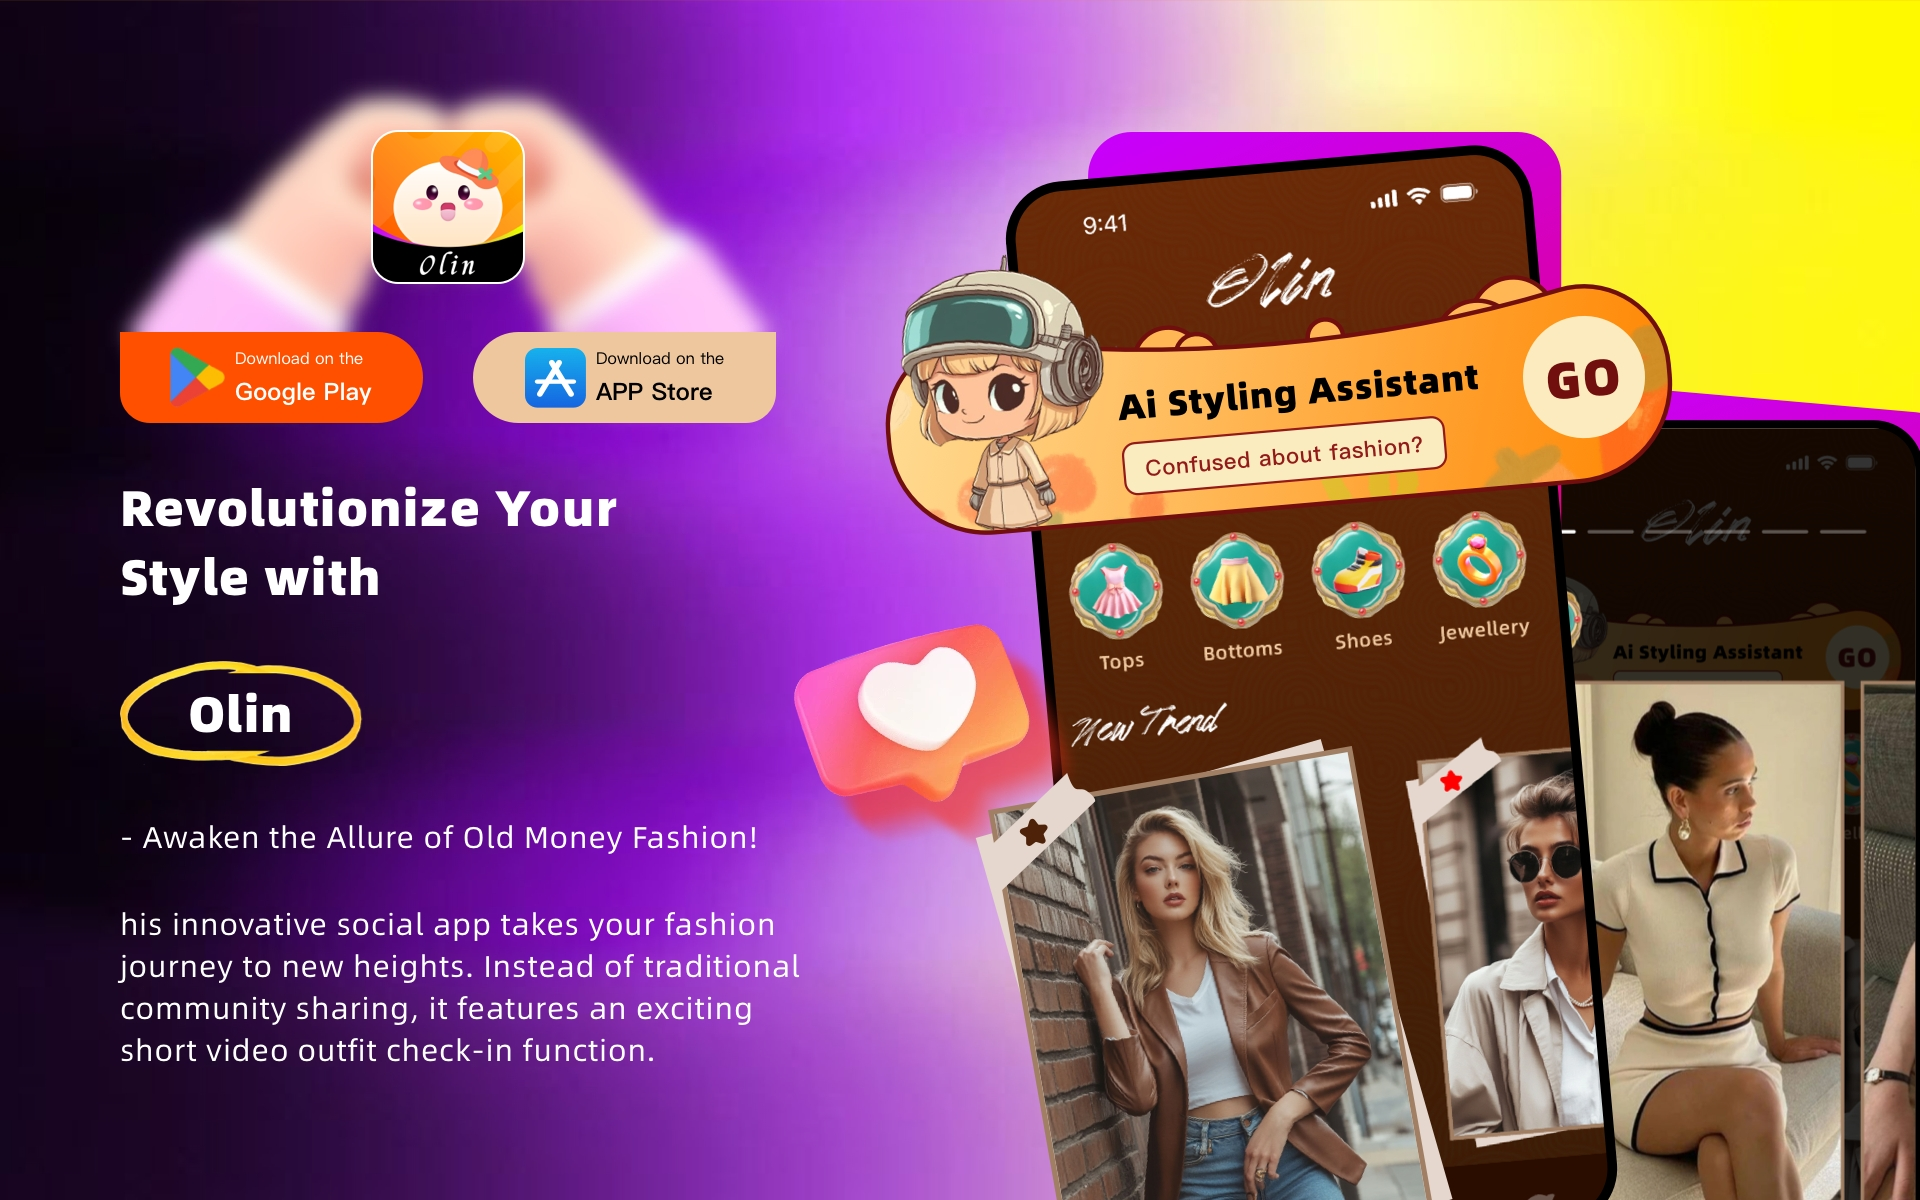 Olin
Download on the
Google Play
Download on the
APP Store
Revolutionize Your
Style with
Olin
- Awaken the Allure of Old Money Fashion!
his innovative social app takes your fashion
journey to new heights. Instead of traditional
community sharing, it features an exciting
short video outfit check-in function.
9:41
Olin
Ai Styling Assistant
Confused about fashion?
GO
Tops
Bottoms
Shoes
Jewellery
New Trend
Olin
Ai Styling Assistant
GO